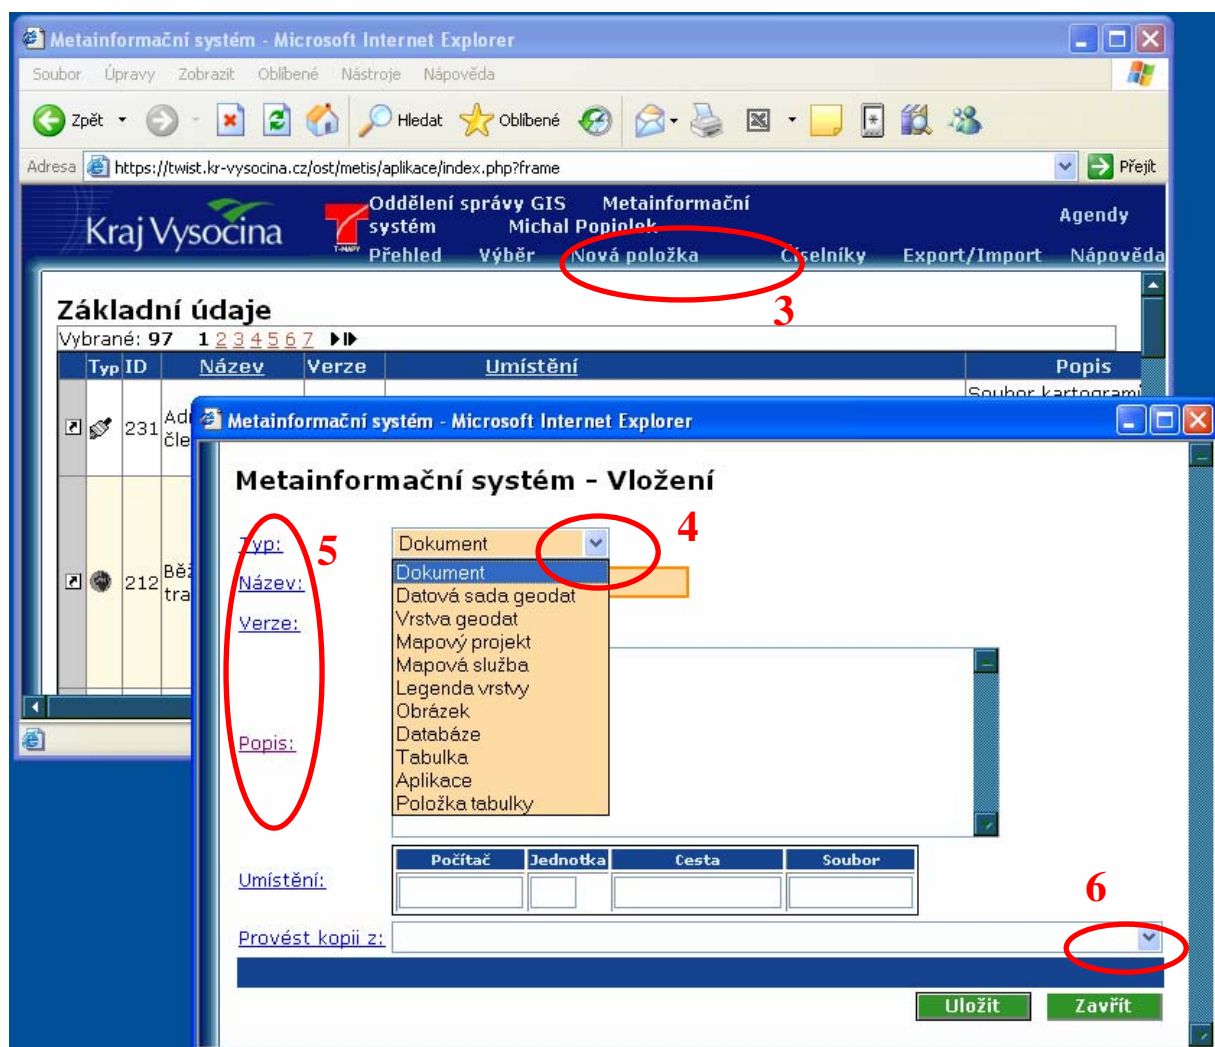 Metainformační systém - Microsoft Internet Explorer
Soubor Úpravy Zobrazit Oblíbené Nástroje Nápověda
Zpět Hledat Oblíbené
Adresa https://twist.kr-vysocina.cz/ost/metis/aplikace/index.php?frame Přejít
Kraj Vysočina T-MAPY Oddělení správy GIS Metainformační
systém Michal Popiolek Agendy
Přehled Výběr Nová položka Číselníky Export/Import Nápověda
3
Základní údaje
Vybrané: 97 1 2 3 4 5 6 7
Typ ID Název Verze Umístění Popis
Soubor kartogramů
231
212
Metainformační systém - Microsoft Internet Explorer
Metainformační systém - Vložení
5
4
Typ: Dokument
Dokument
Název:
Datová sada geodat
Vrstva geodat
Verze:
Mapový projekt
Mapová služba
Legenda vrstvy
Obrázek
Databáze
Popis:
Tabulka
Aplikace
Položka tabulky
Počítač Jednotka Cesta Soubor
Umístění:
6
Provést kopii z:
Uložit Zavřít